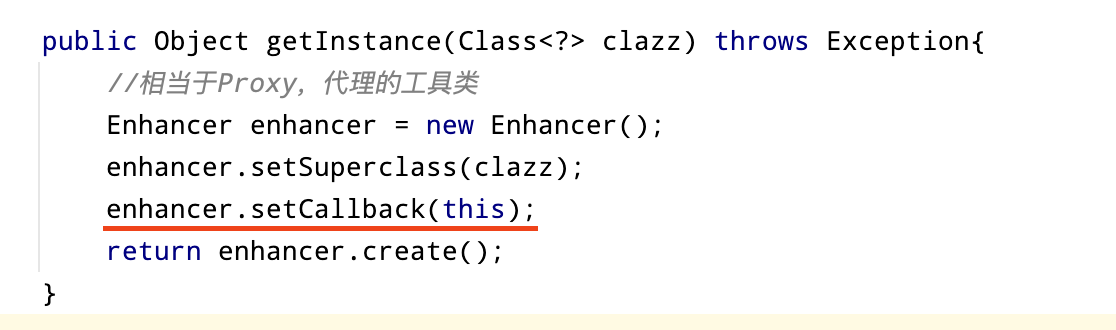 public Object getInstance(Class<?> clazz) throws Exception{
//相当于Proxy，代理的工具类
Enhancer enhancer = new Enhancer();
enhancer.setSuperclass(clazz);
enhancer.setCallback(this);
return enhancer.create();
}